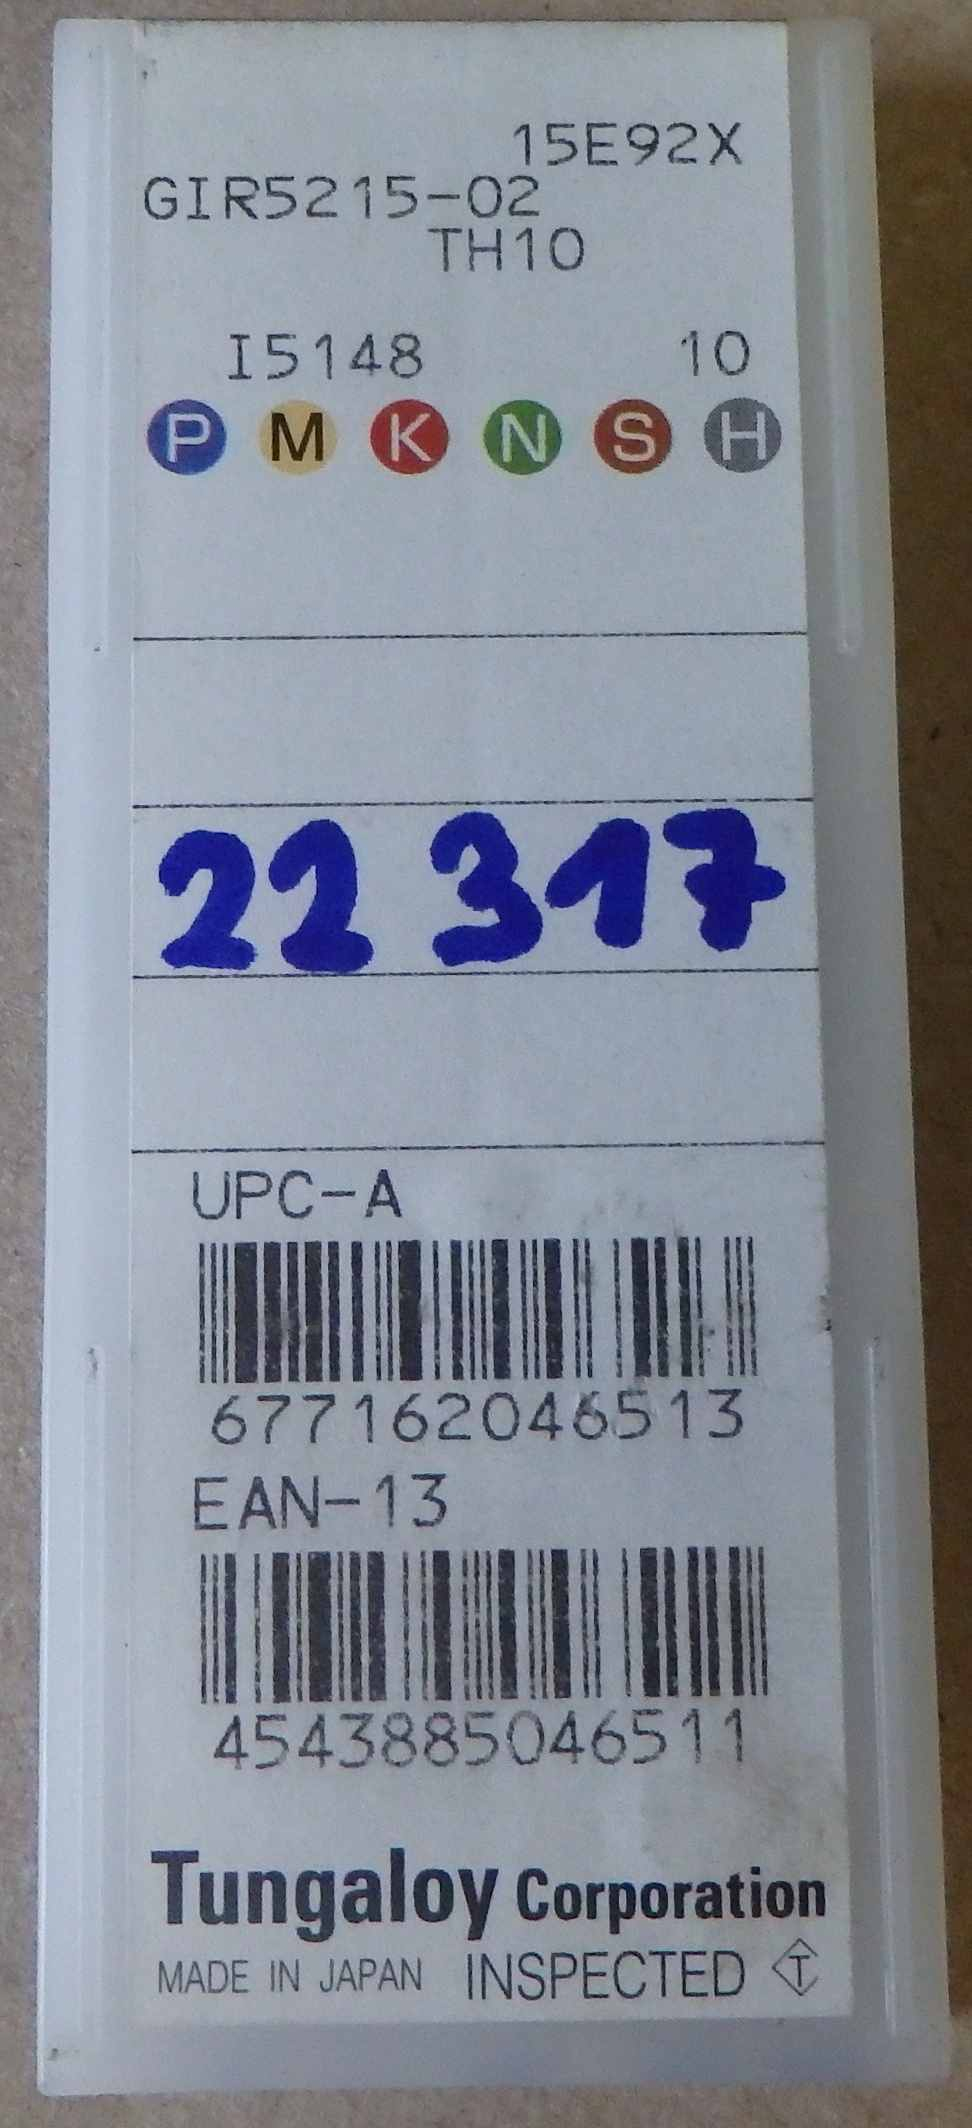 15E92X
GIR5215-02
TH10
I5148 10
P M K N S H
22 317
UPC-A
677162046513
EAN-13
4543885046511
Tungaloy Corporation
MADE IN JAPAN INSPECTED T